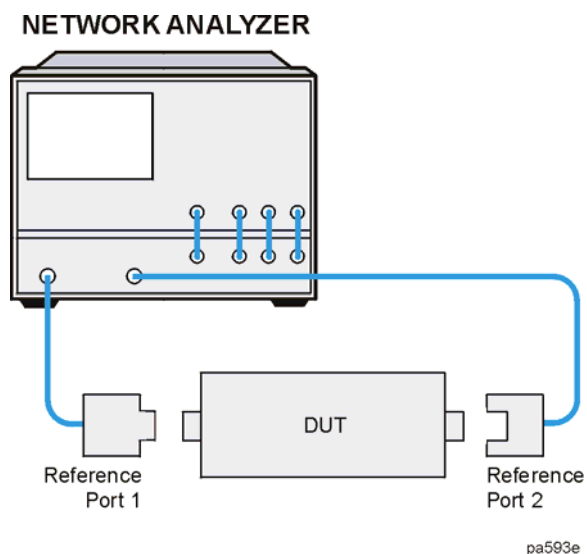 NETWORK ANALYZER
DUT
Reference
Port 1
Reference
Port 2
pa593e